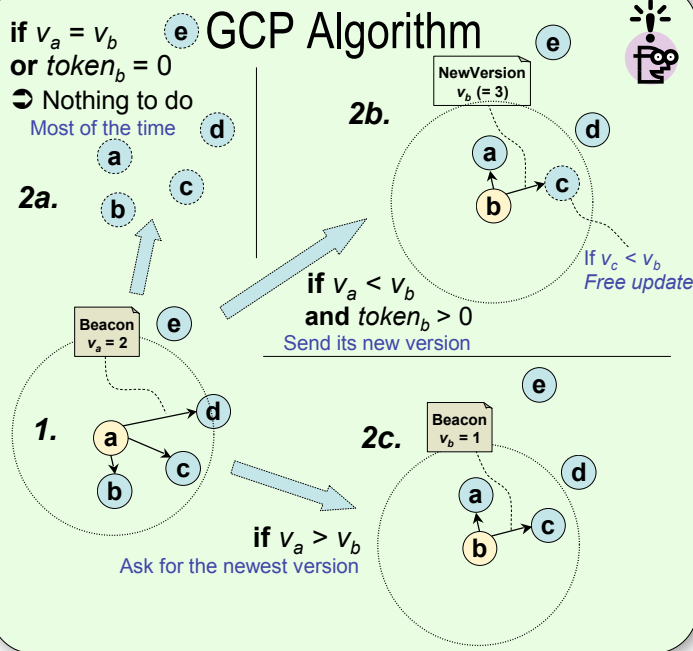 GCP Algorithm
if va = vb
or tokenb = 0
➲ Nothing to do
Most of the time
e
d
a
c
b
2a.
2b.
NewVersion
vb (= 3)
e
d
a
c
b
If vc < vb
Free update
if va < vb
and tokenb > 0
Send its new version
1.
Beacon
va = 2
e
d
a
c
b
2c.
Beacon
vb = 1
e
d
a
c
b
if va > vb
Ask for the newest version